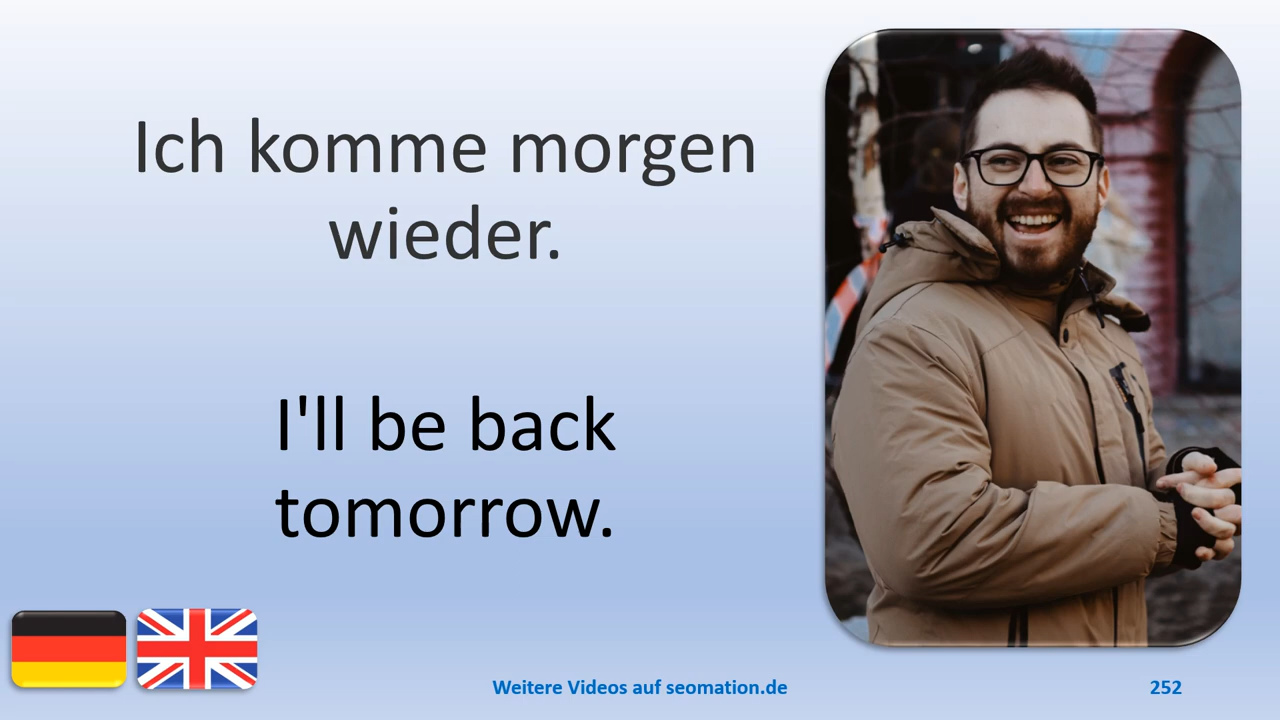 Ich komme morgen
wieder.
I'll be back
tomorrow.
Weitere Videos auf seomation.de
252